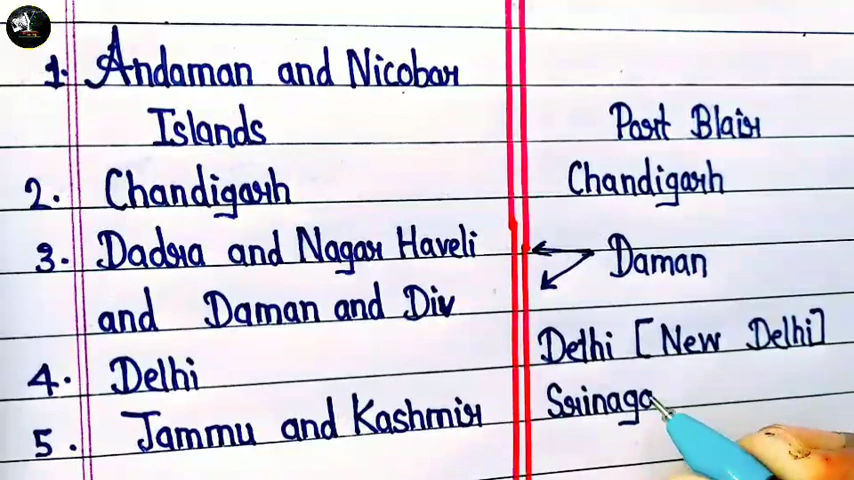 1. Andaman and Nicobar
Islands Port Blair
2. Chandigarh Chandigarh
3. Dadra and Nagar Haveli Daman
and Daman and Div
4. Delhi Delhi [New Delhi]
5. Jammu and Kashmir Srinaga